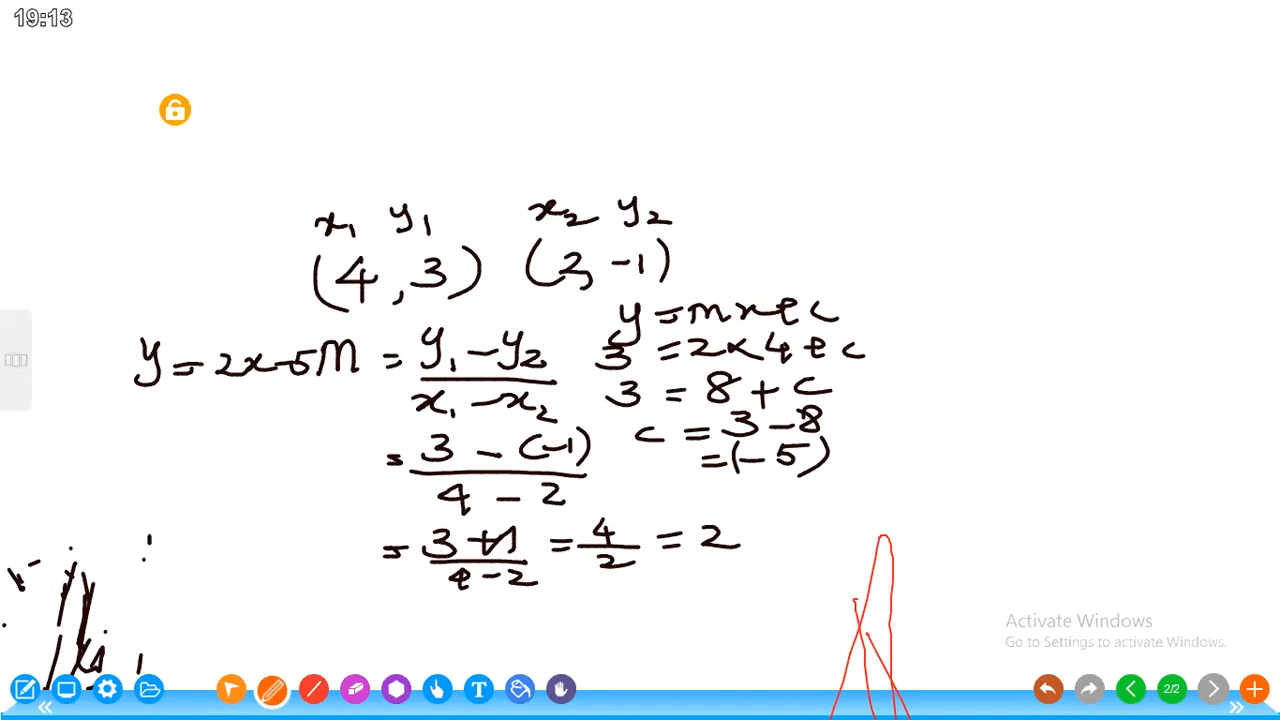 19:13
x₁ y₁ x₂ y₂
(4,3) (2,-1)
y = mx + c
y = 2x-5
m = y₁ - y₂ / x₁ - x₂
3 = 2 × 4 + c
3 = 8 + c
= 3 - (-1) / 4 - 2
c = 3 - 8
= (-5)
= 3 + 1 / 4 - 2 = 4 / 2 = 2
Activate Windows
Go to Settings to activate Windows.
2/2